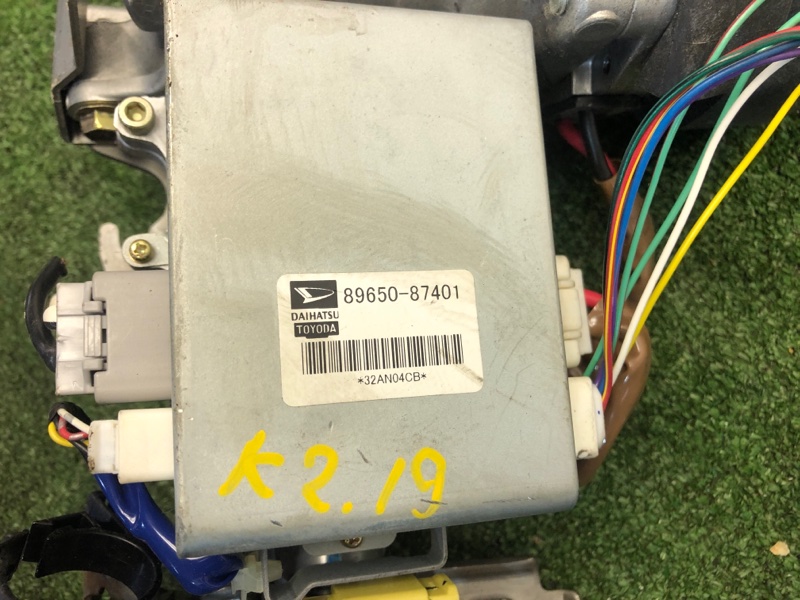 89650-87401
DAIHATSU
TOYODA
*32AN04CB*
K2.19